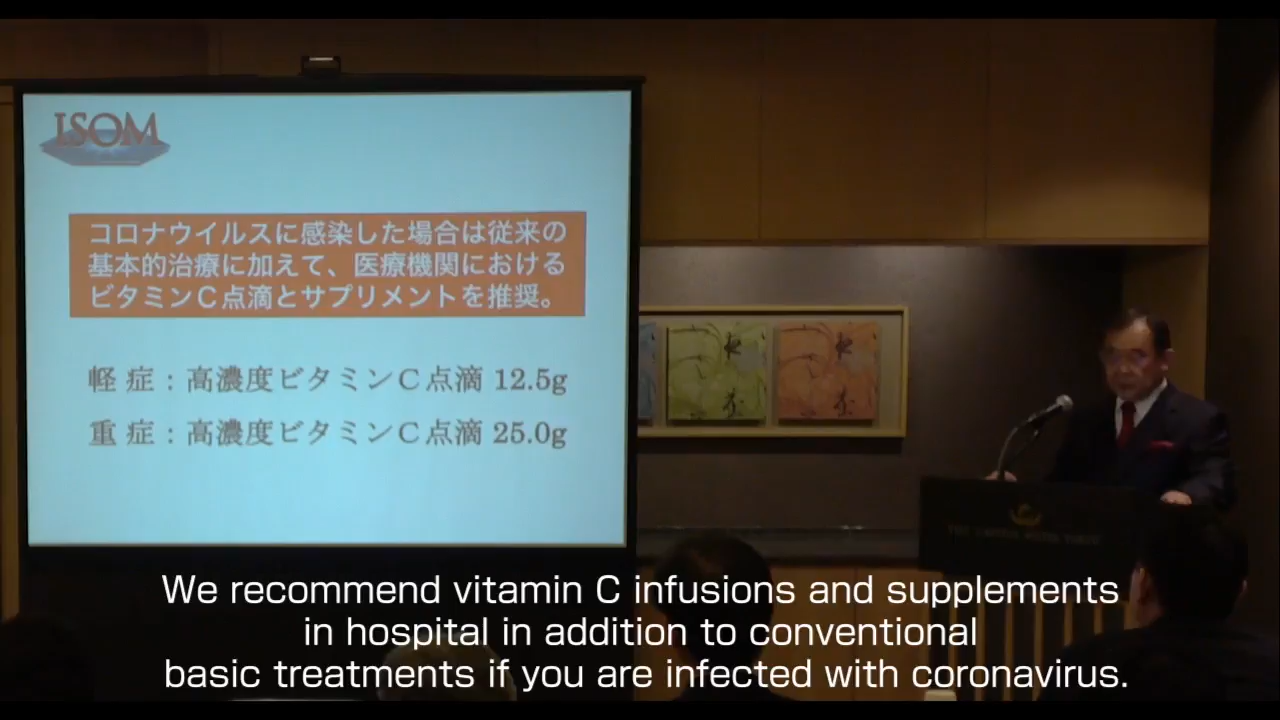 ISOM
コロナウイルスに感染した場合は従来の
基本的治療に加えて、医療機関における
ビタミンC点滴とサプリメントを推奨。
軽 症 : 高濃度ビタミンC点滴 12.5g
重 症 : 高濃度ビタミンC点滴 25.0g
We recommend vitamin C infusions and supplements
in hospital in addition to conventional
basic treatments if you are infected with coronavirus.